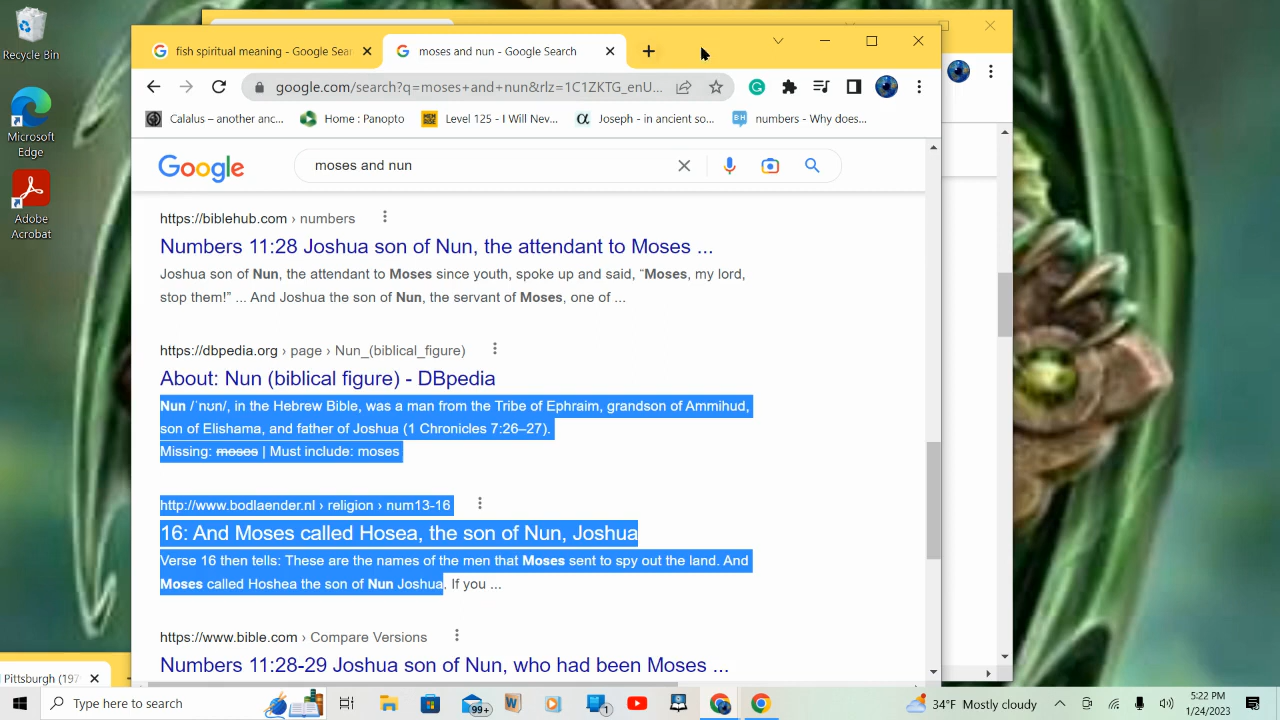 Recycle Bin
Microsoft
Edge
Adobe
Acrobat
fish spiritual meaning - Google Sear
moses and nun - Google Search
google.com/search?q=moses+and+nun&rlz=1C1ZKTG_enU...
Calalus – another anc...
Home : Panopto
Level 125 - I Will Nev...
Joseph - in ancient so...
numbers - Why does...
Google
moses and nun
https://biblehub.com › numbers
Numbers 11:28 Joshua son of Nun, the attendant to Moses ...
Joshua son of Nun, the attendant to Moses since youth, spoke up and said, “Moses, my lord,
stop them!” ... And Joshua the son of Nun, the servant of Moses, one of ...
https://dbpedia.org › page › Nun_(biblical_figure)
About: Nun (biblical figure) - DBpedia
Nun /ˈnʊn/, in the Hebrew Bible, was a man from the Tribe of Ephraim, grandson of Ammihud,
son of Elishama, and father of Joshua (1 Chronicles 7:26–27).
Missing: moses | Must include: moses
http://www.bodlaender.nl › religion › num13-16
16: And Moses called Hosea, the son of Nun, Joshua
Verse 16 then tells: These are the names of the men that Moses sent to spy out the land. And
Moses called Hoshea the son of Nun Joshua. If you ...
https://www.bible.com › Compare Versions
Numbers 11:28-29 Joshua son of Nun, who had been Moses ...
Pittsburgh (197
Type here to search
99+
1
34°F Mostly cloudy
5:22 PM
1/24/2023